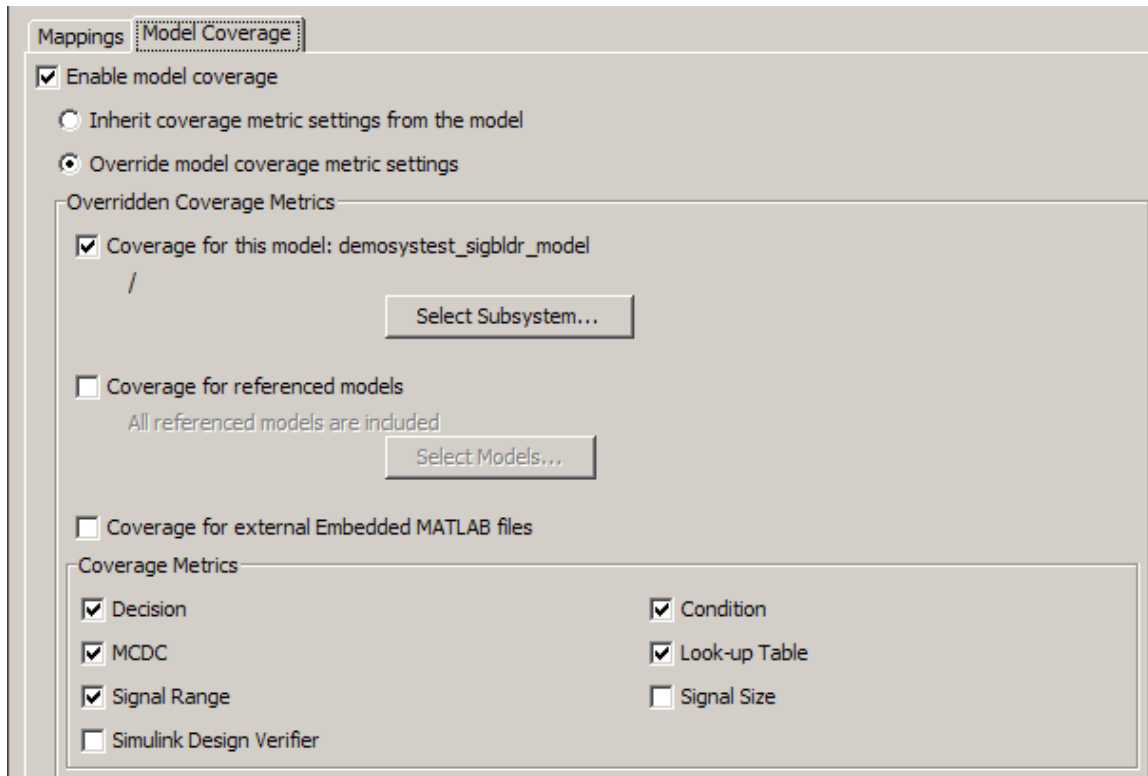 Mappings Model Coverage
Enable model coverage
Inherit coverage metric settings from the model
Override model coverage metric settings
Overridden Coverage Metrics
Coverage for this model: demosystest_sigbldr_model
/
Select Subsystem...
Coverage for referenced models
All referenced models are included
Select Models...
Coverage for external Embedded MATLAB files
Coverage Metrics
Decision Condition
MCDC Look-up Table
Signal Range Signal Size
Simulink Design Verifier